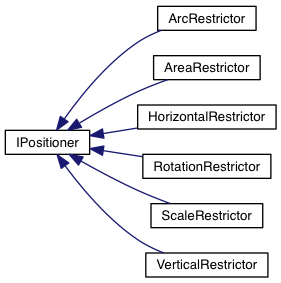 ArcRestrictor
AreaRestrictor
HorizontalRestrictor
IPositioner
RotationRestrictor
ScaleRestrictor
VerticalRestrictor